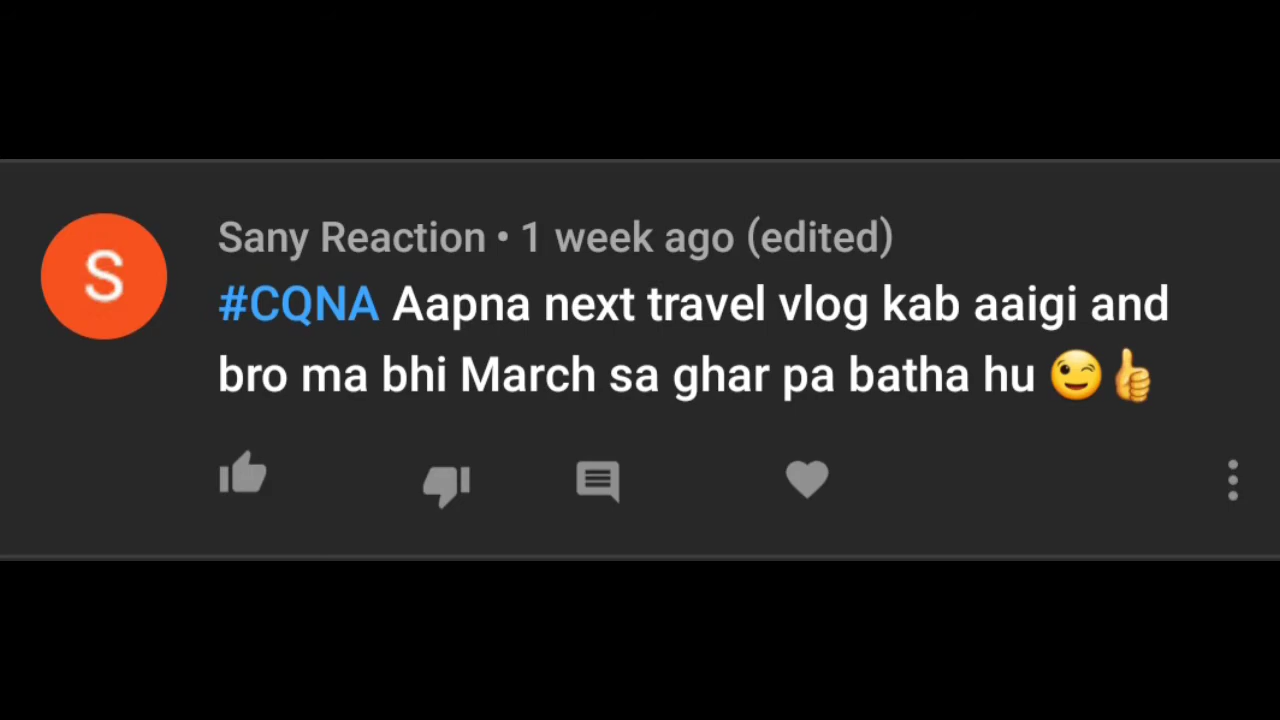 S
Sany Reaction • 1 week ago (edited)
#CQNA Aapna next travel vlog kab aaigi and
bro ma bhi March sa ghar pa batha hu 😉👍